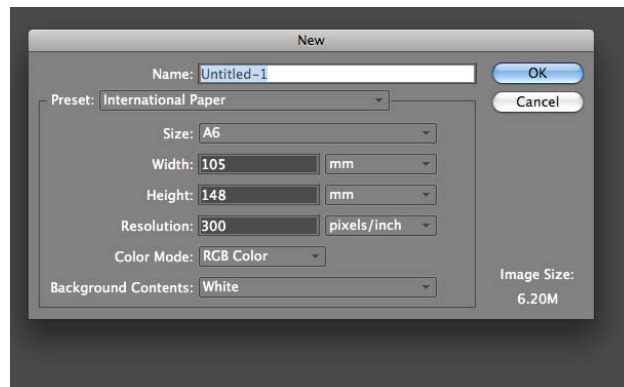 New
Name: Untitled-1
OK
Preset: International Paper
Cancel
Size: A6
Width: 105 mm
Height: 148 mm
Resolution: 300 pixels/inch
Color Mode: RGB Color
Background Contents: White
Image Size:
6.20M